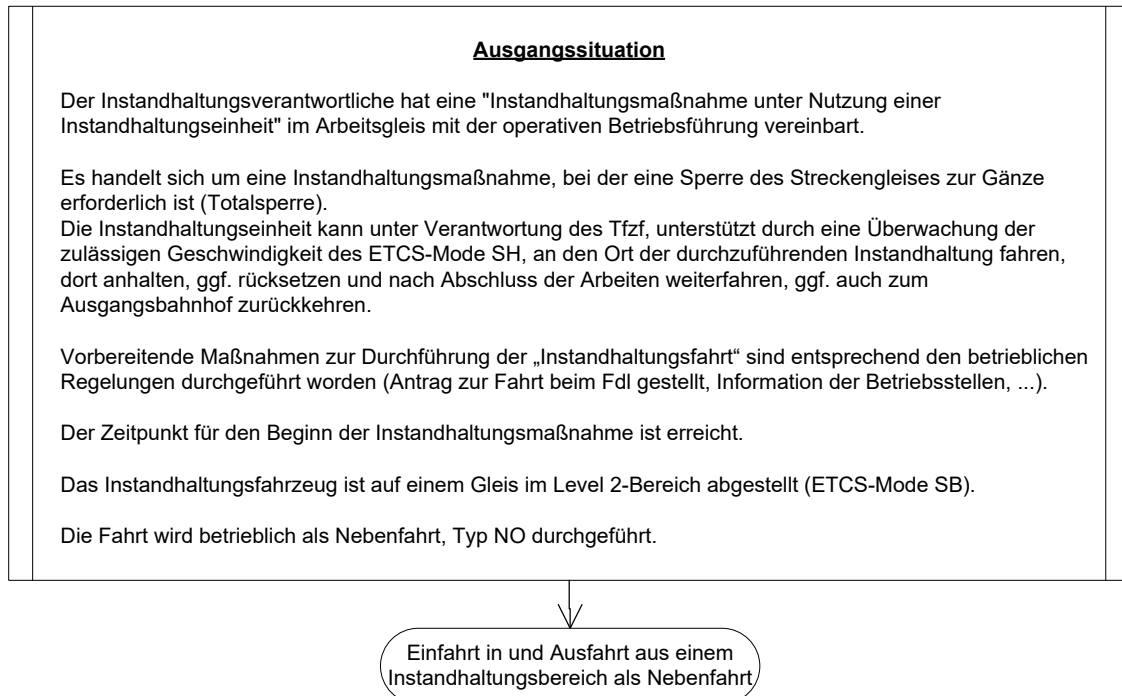 Ausgangssituation
Der Instandhaltungsverantwortliche hat eine "Instandhaltungsmaßnahme unter Nutzung einer
Instandhaltungseinheit" im Arbeitsgleis mit der operativen Betriebsführung vereinbart.
Es handelt sich um eine Instandhaltungsmaßnahme, bei der eine Sperre des Streckengleises zur Gänze
erforderlich ist (Totalsperre).
Die Instandhaltungseinheit kann unter Verantwortung des Tfzf, unterstützt durch eine Überwachung der
zulässigen Geschwindigkeit des ETCS-Mode SH, an den Ort der durchzuführenden Instandhaltung fahren,
dort anhalten, ggf. rücksetzen und nach Abschluss der Arbeiten weiterfahren, ggf. auch zum
Ausgangsbahnhof zurückkehren.
Vorbereitende Maßnahmen zur Durchführung der „Instandhaltungsfahrt“ sind entsprechend den betrieblichen
Regelungen durchgeführt worden (Antrag zur Fahrt beim Fdl gestellt, Information der Betriebsstellen, ...).
Der Zeitpunkt für den Beginn der Instandhaltungsmaßnahme ist erreicht.
Das Instandhaltungsfahrzeug ist auf einem Gleis im Level 2-Bereich abgestellt (ETCS-Mode SB).
Die Fahrt wird betrieblich als Nebenfahrt, Typ NO durchgeführt.
Einfahrt in und Ausfahrt aus einem
Instandhaltungsbereich als Nebenfahrt